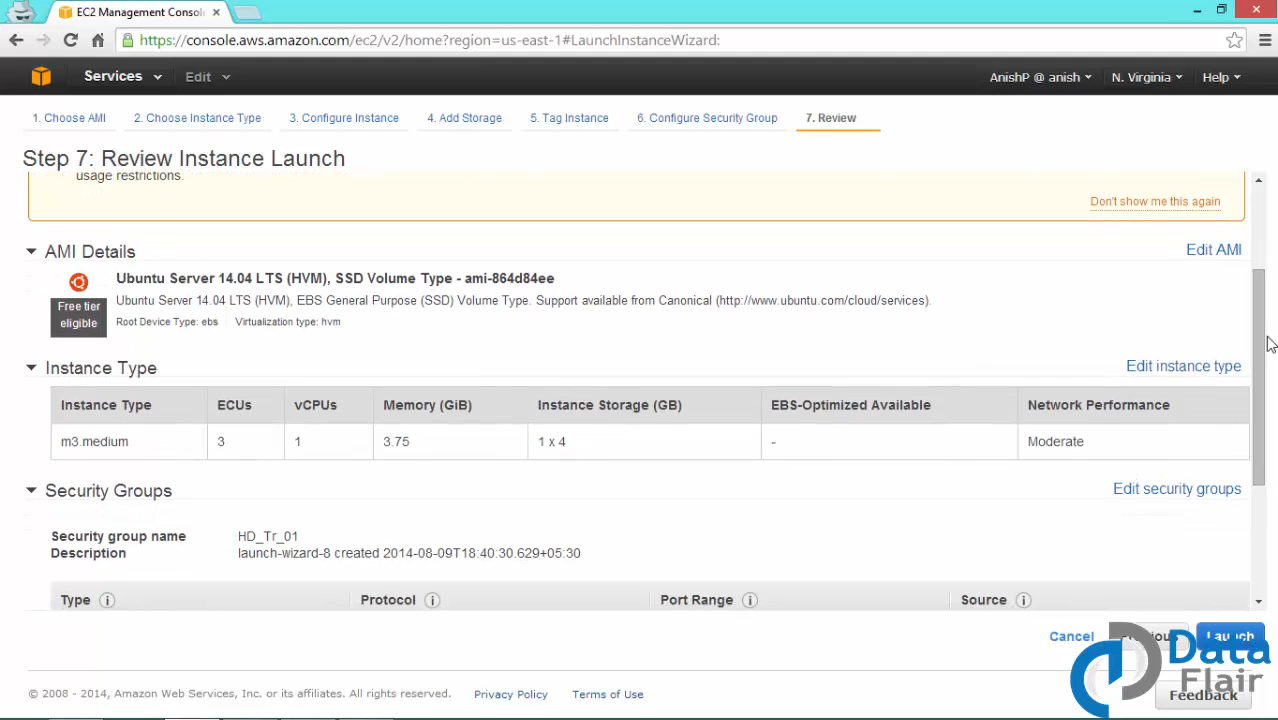 EC2 Management Consol
https://console.aws.amazon.com/ec2/v2/home?region=us-east-1#LaunchInstanceWizard:
Services Edit AnishP @ anish N. Virginia Help
1. Choose AMI 2. Choose Instance Type 3. Configure Instance 4. Add Storage 5. Tag Instance 6. Configure Security Group 7. Review
Step 7: Review Instance Launch
usage restrictions.
Don't show me this again
AMI Details Edit AMI
Ubuntu Server 14.04 LTS (HVM), SSD Volume Type - ami-864d84ee
Free tier eligible
Ubuntu Server 14.04 LTS (HVM), EBS General Purpose (SSD) Volume Type. Support available from Canonical (http://www.ubuntu.com/cloud/services).
Root Device Type: ebs Virtualization type: hvm
Instance Type Edit instance type
Instance Type ECUs vCPUs Memory (GiB) Instance Storage (GB) EBS-Optimized Available Network Performance
m3.medium 3 1 3.75 1 x 4 - Moderate
Security Groups Edit security groups
Security group name HD_Tr_01
Description launch-wizard-8 created 2014-08-09T18:40:30.629+05:30
Type Protocol Port Range Source
Cancel Previous Launch
Data
Flair
© 2008 - 2014, Amazon Web Services, Inc. or its affiliates. All rights reserved. Privacy Policy Terms of Use Feedback